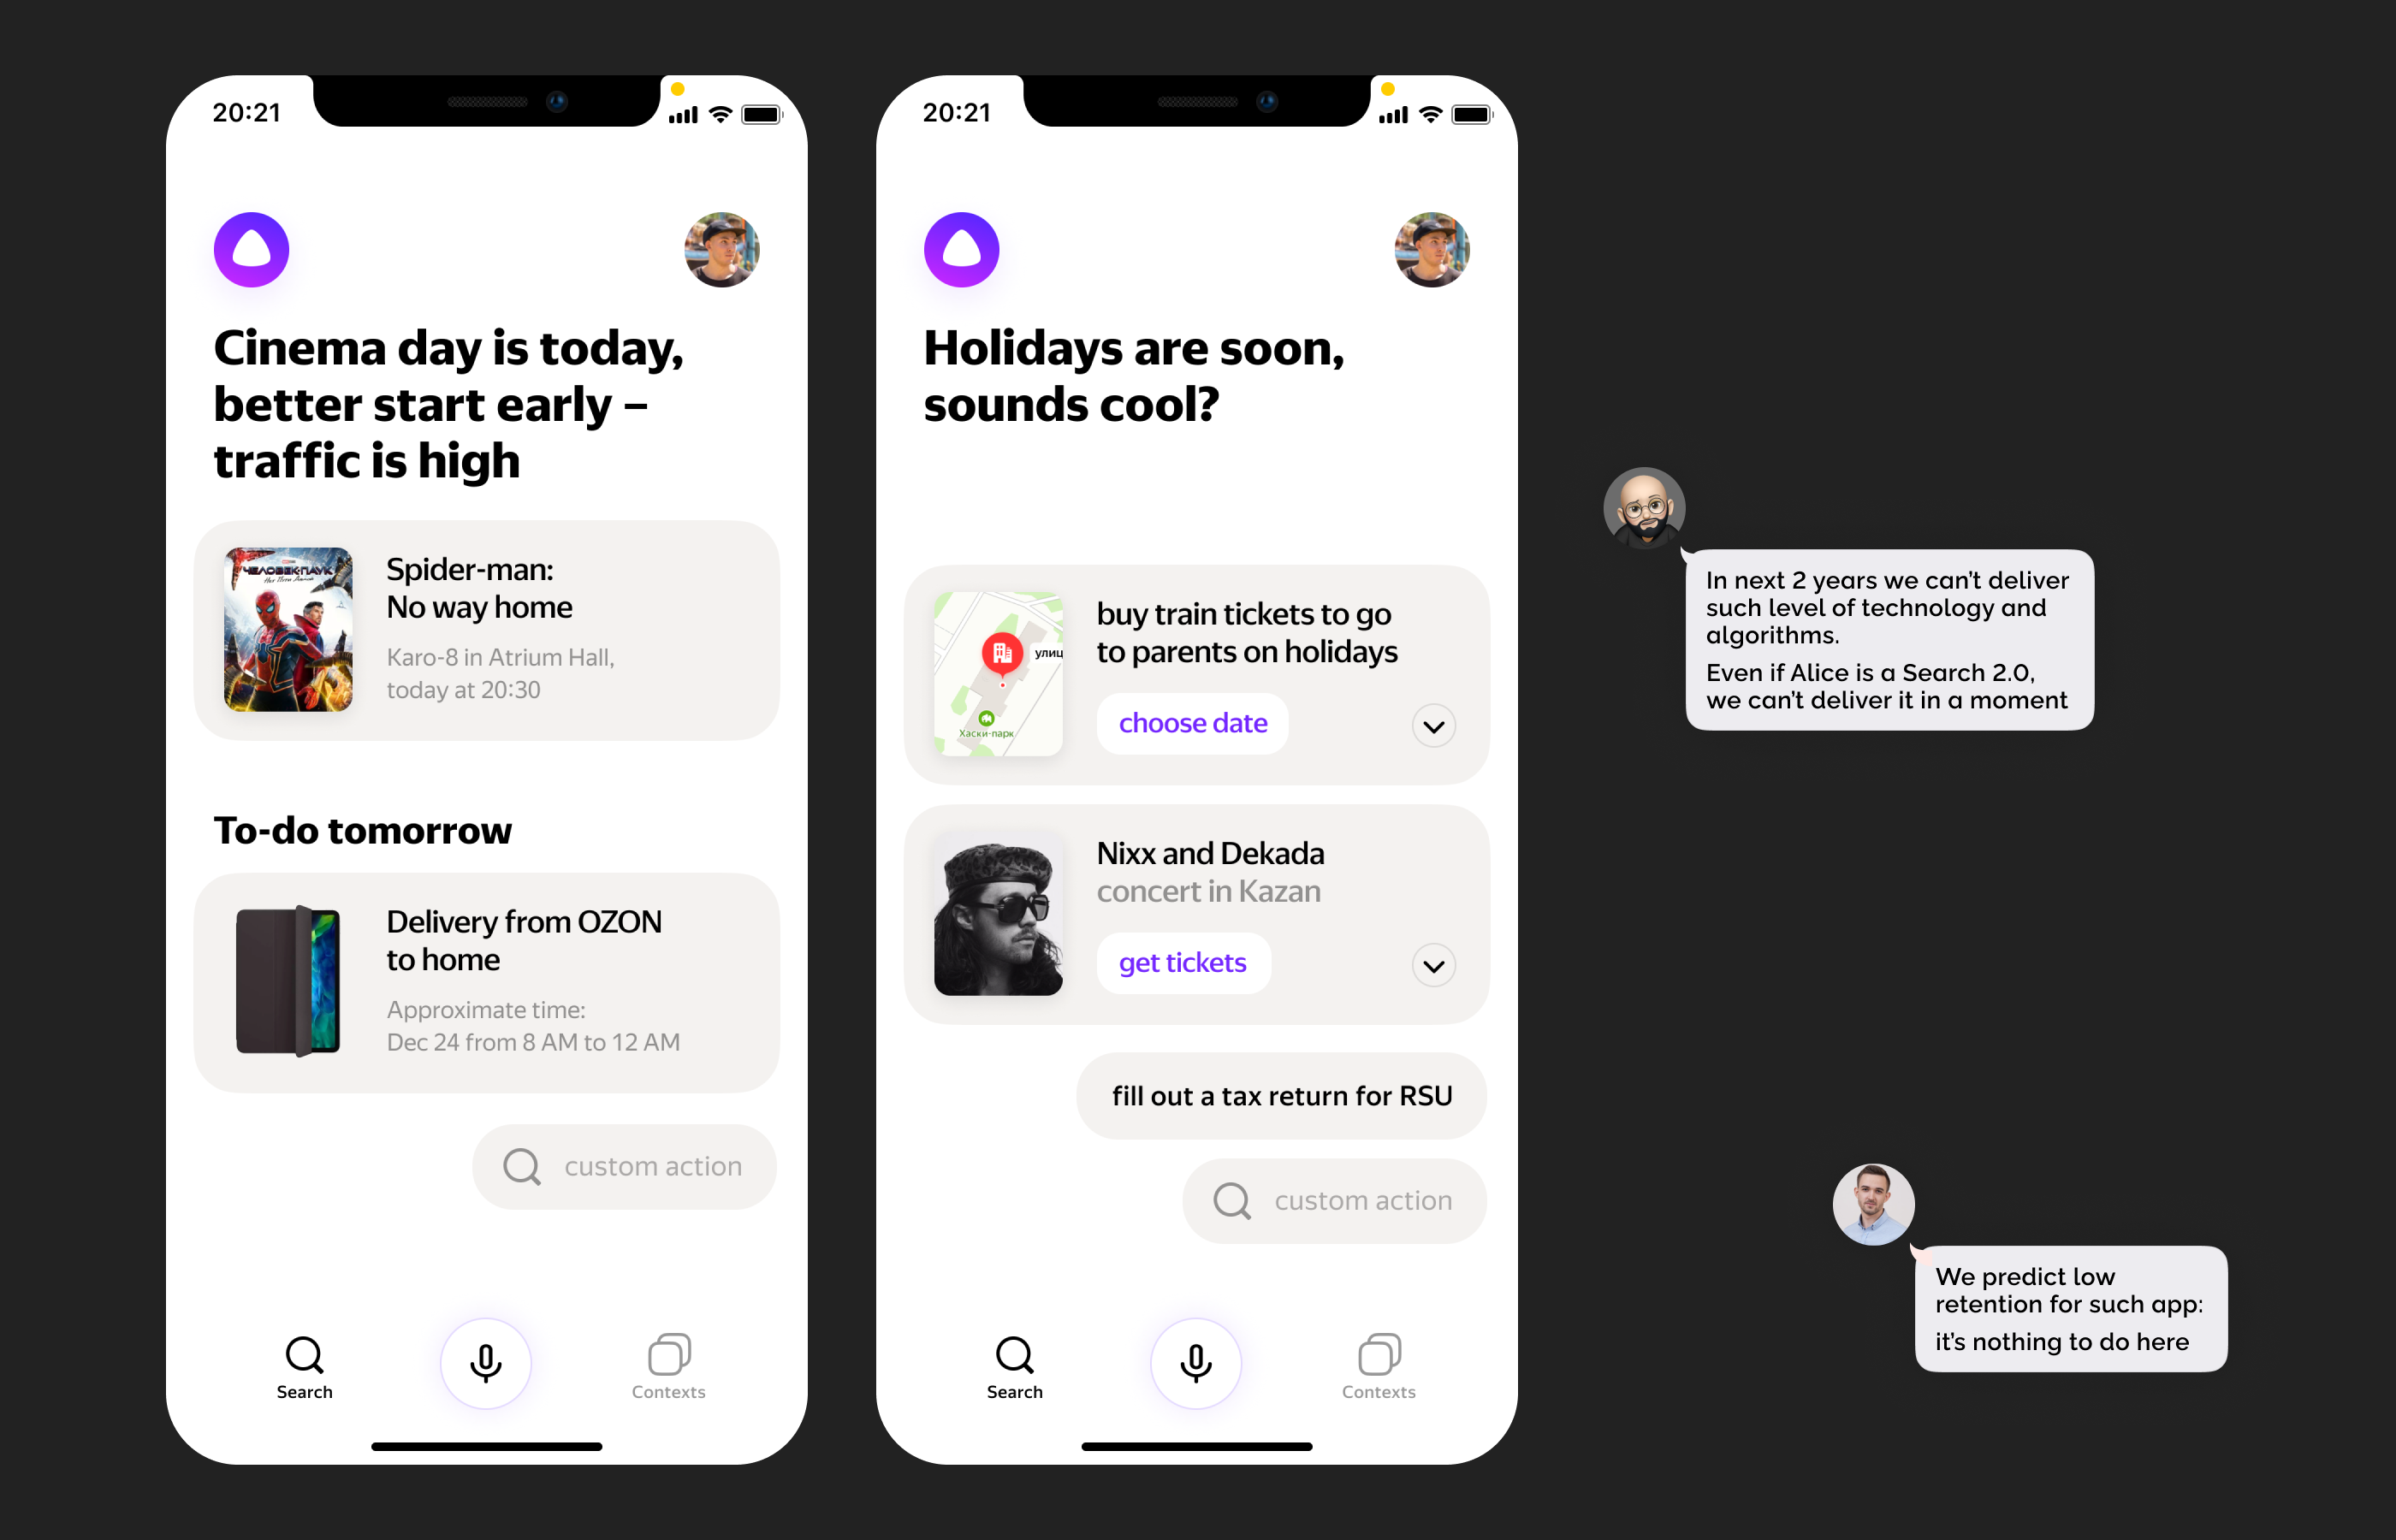 20:21
Cinema day is today,
better start early –
traffic is high
ЧЕЛОВЕК-ПАУК
Нет Пути Домой
Spider-man:
No way home
Karo-8 in Atrium Hall,
today at 20:30
To-do tomorrow
Delivery from OZON
to home
Approximate time:
Dec 24 from 8 AM to 12 AM
custom action
Search
Contexts
20:21
Holidays are soon,
sounds cool?
улиц
Хаски-парк
buy train tickets to go
to parents on holidays
choose date
Nixx and Dekada
concert in Kazan
get tickets
fill out a tax return for RSU
custom action
Search
Contexts
In next 2 years we can't deliver
such level of technology and
algorithms.
Even if Alice is a Search 2.0,
we can't deliver it in a moment
We predict low
retention for such app:
it's nothing to do here